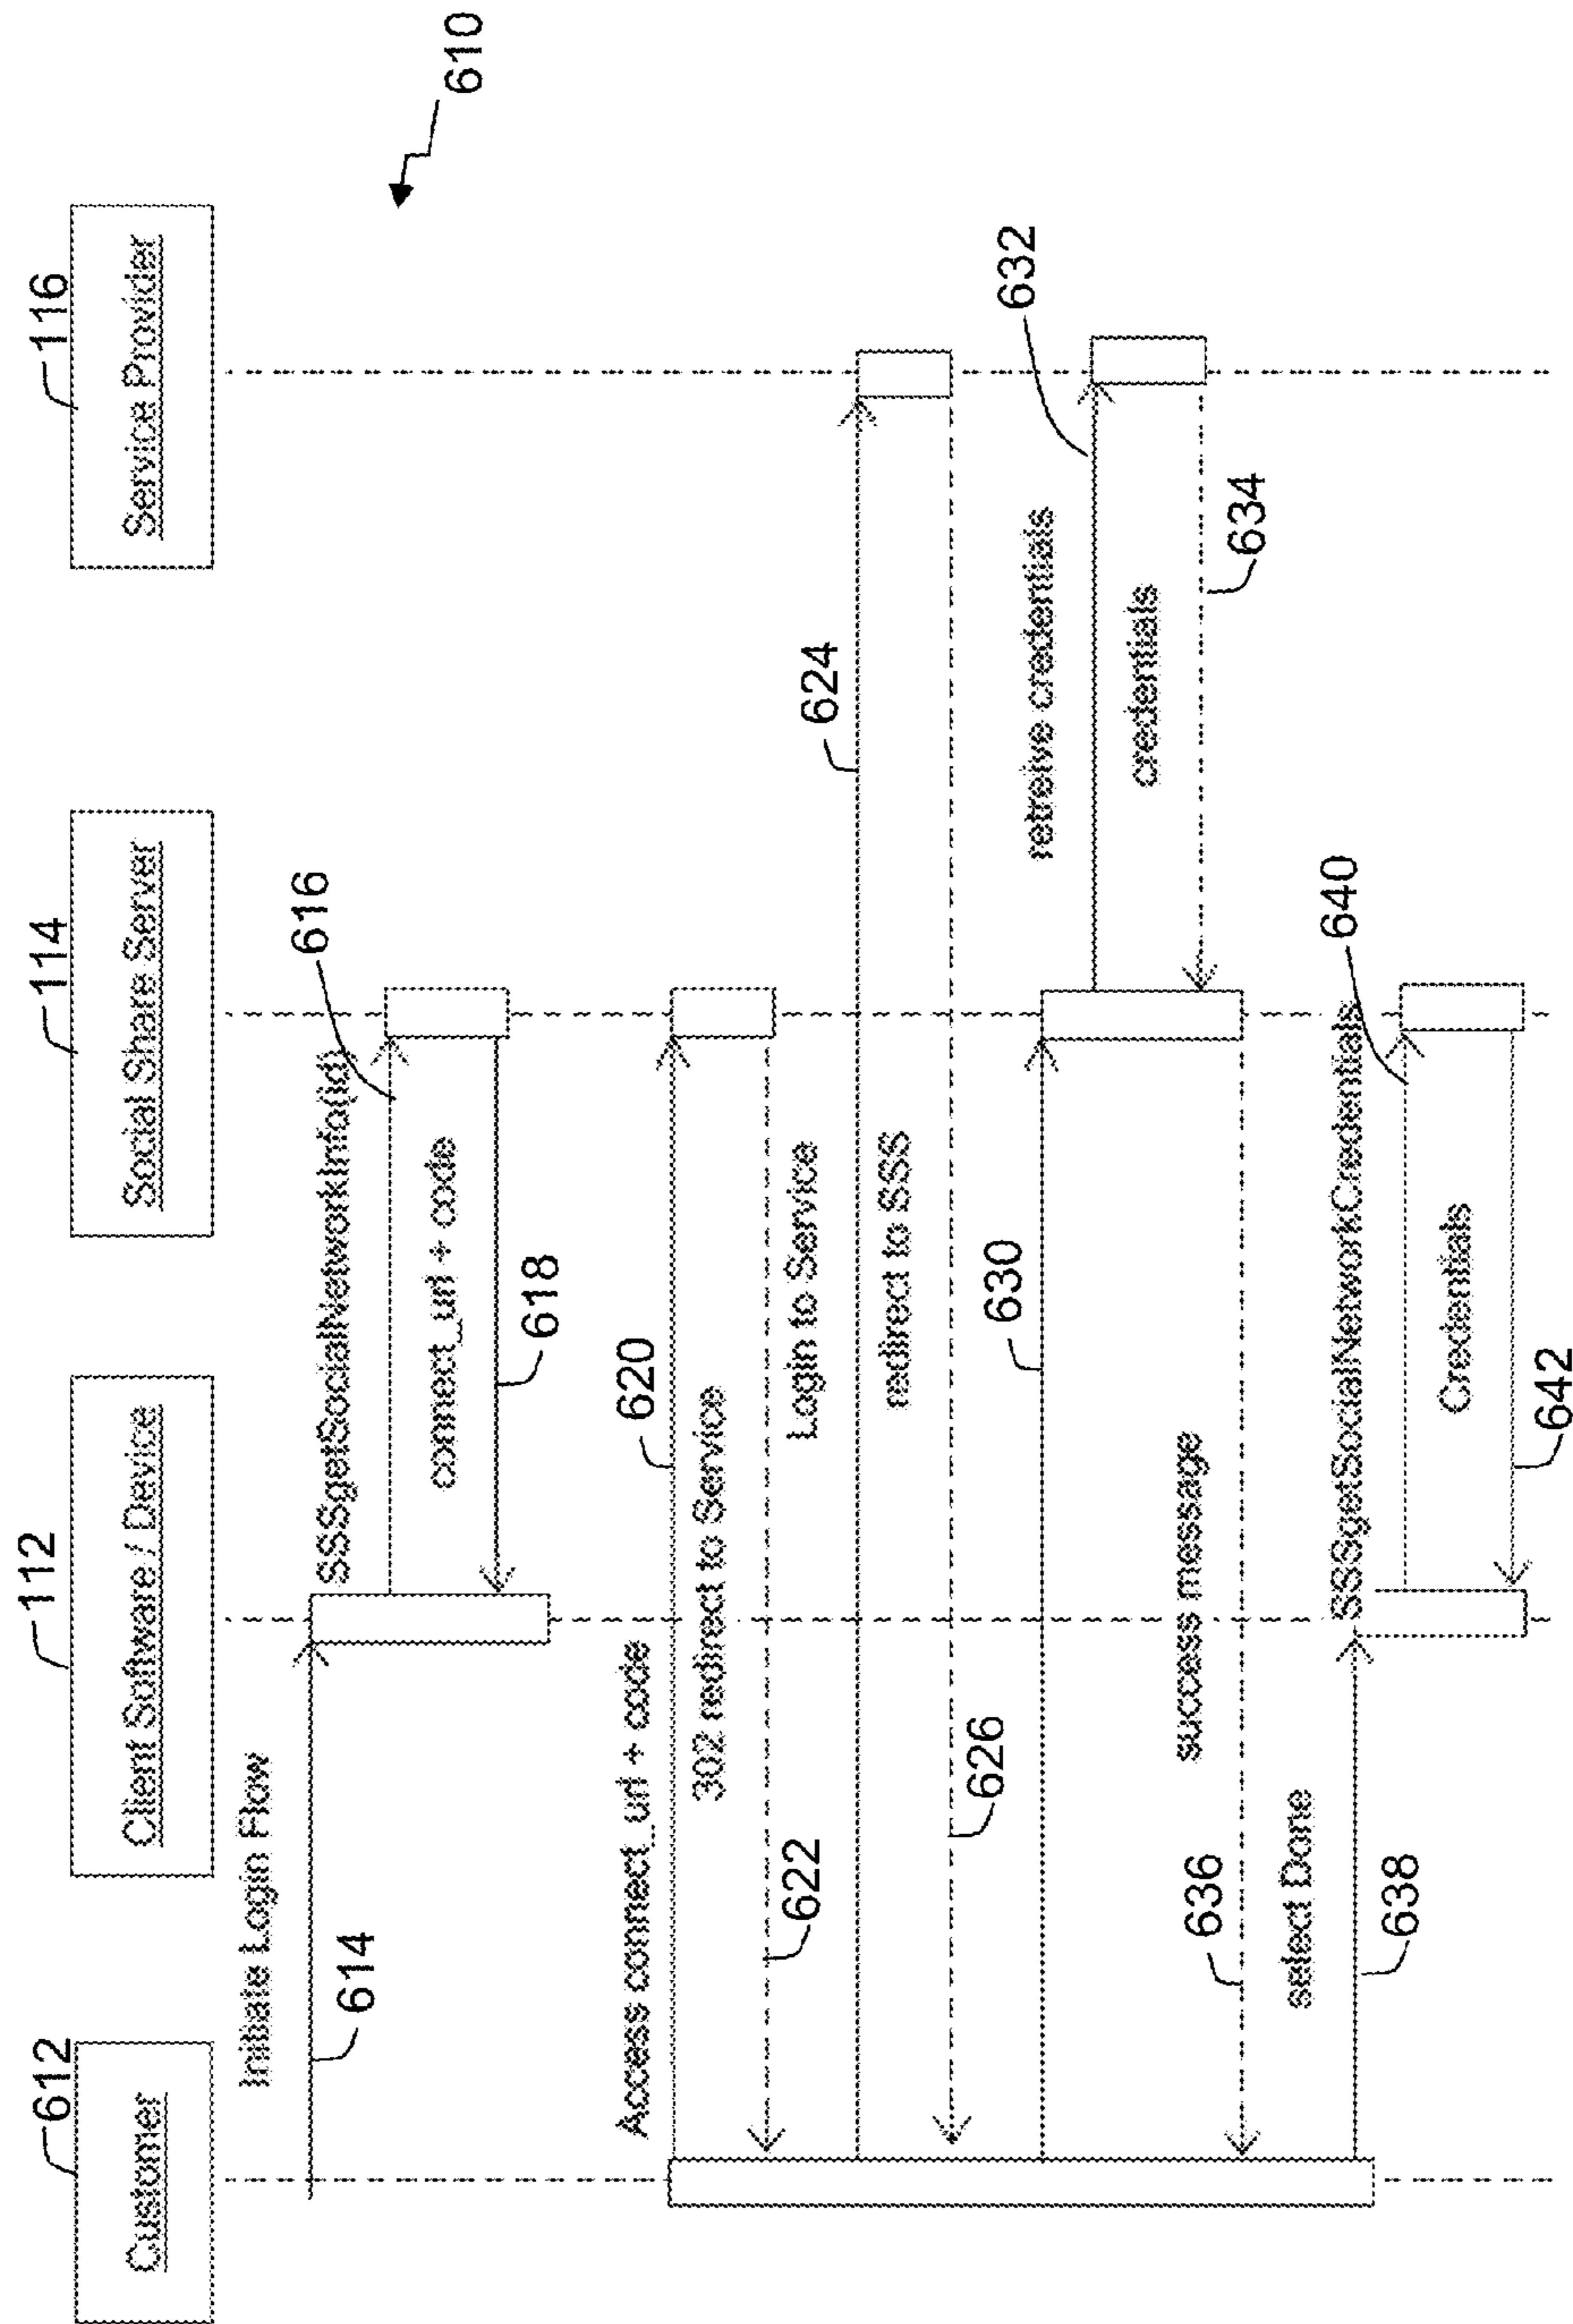 612
Customer
112
Client Software / Device
114
Social Share Server
116
Service Provider
610
Initiate Login Flow
614
SSSgetSocialNetworkInfo(id)
616
connect_url + code
618
Access connect_url + code
620
302 redirect to Service
622
Login to Service
624
redirect to SSS
626
630
retreive credentials
632
credentials
634
success message
636
select Done
638
SSSgetSocialNetworkCredentials
640
Credentials
642